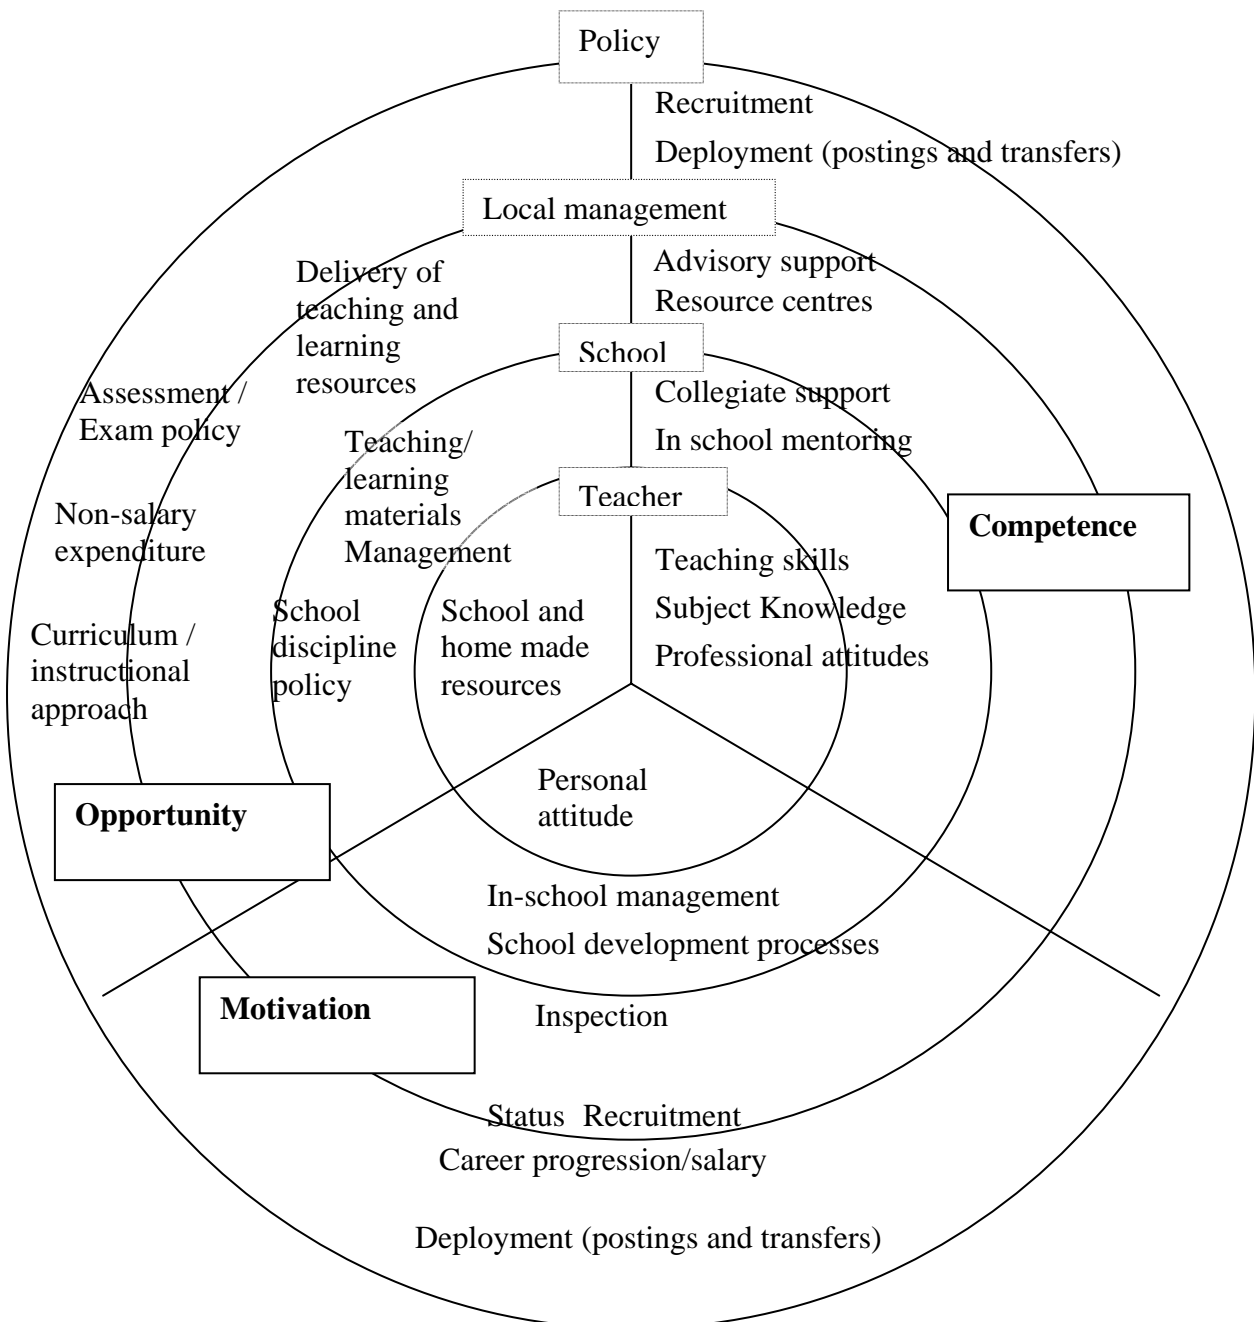 Policy
Recruitment
Deployment (postings and transfers)
Local management
Delivery of
teaching and
learning
resources
Advisory support
Resource centres
School
Collegiate support
In school mentoring
Assessment /
Exam policy
Teaching/
learning
materials
Management
Teacher
Competence
Non-salary
expenditure
Teaching skills
Subject Knowledge
Professional attitudes
Curriculum /
instructional
approach
School
discipline
policy
School and
home made
resources
Personal
attitude
Opportunity
In-school management
School development processes
Motivation
Inspection
Status Recruitment
Career progression/salary
Deployment (postings and transfers)